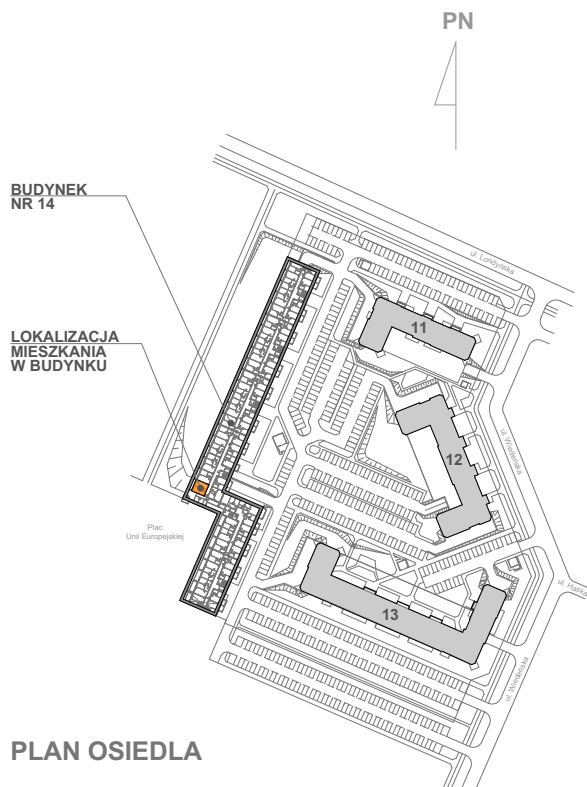 PN
BUDYNEK
NR 14
ul. Londyńska
11
LOKALIZACJA
MIESZKANIA
W BUDYNKU
ul. Wiedeńska
12
Plac
Unii Europejskiej
ul. Haska
13
ul. Wiedeńska
PLAN OSIEDLA